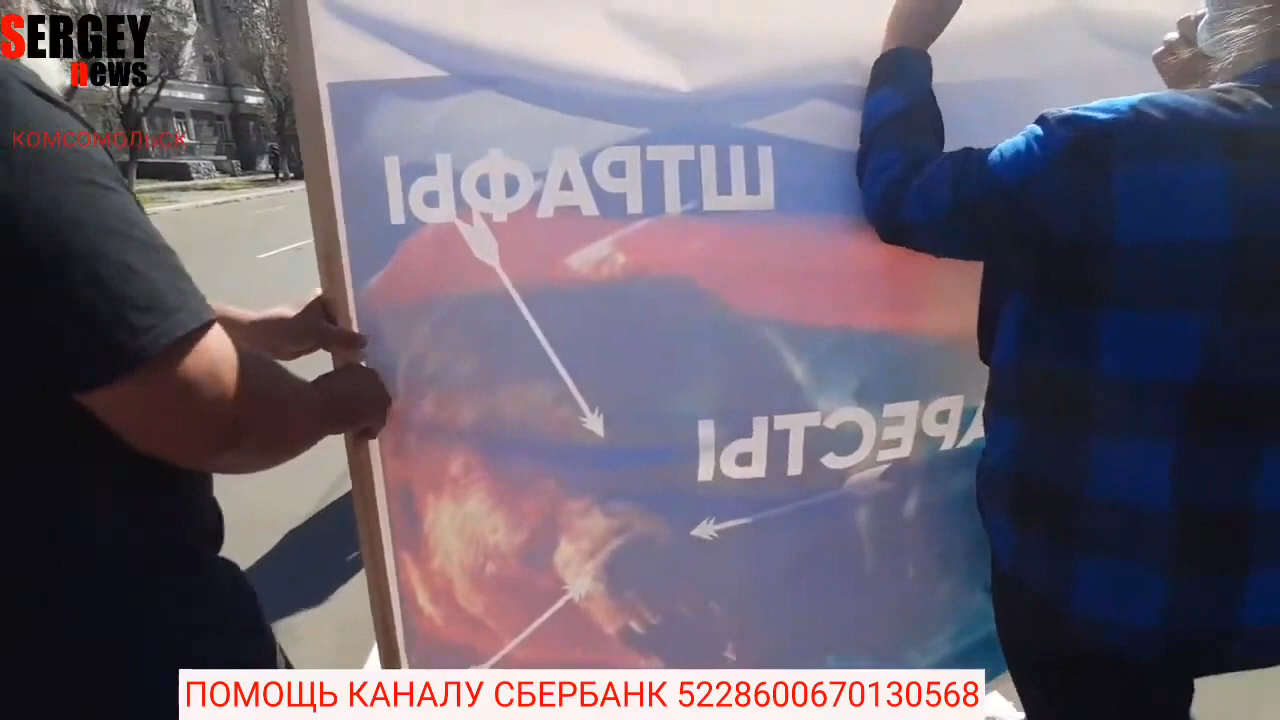 SERGEY
news
КОМСОМОЛЬСК
ШТРАФЫ
АРЕСТЫ
ПОМОЩЬ КАНАЛУ СБЕРБАНК 5228600670130568